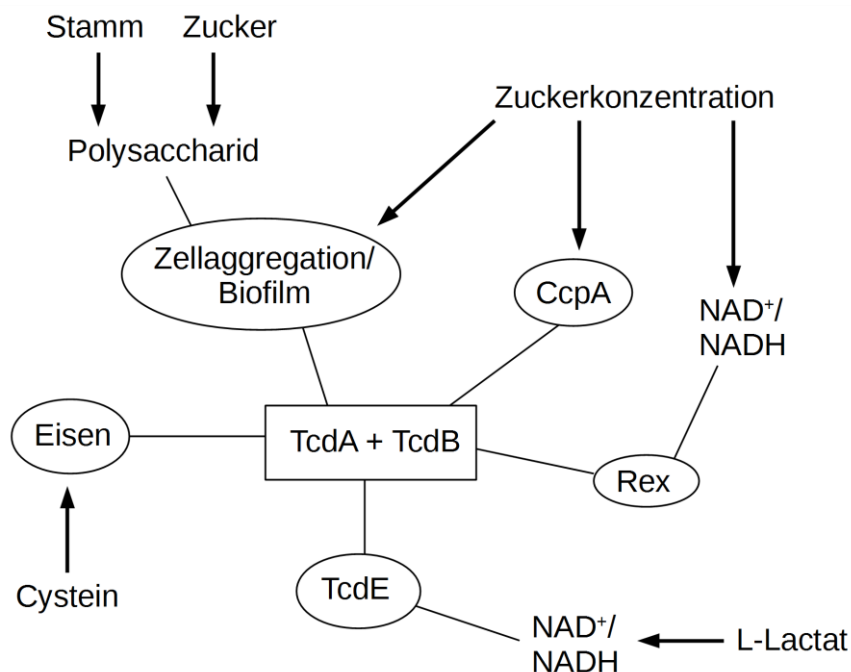 Stamm Zucker
Zuckerkonzentration
Polysaccharid
Zellaggregation/
Biofilm
CcpA
NAD⁺/
NADH
Eisen
TcdA + TcdB
Rex
Cystein
TcdE
NAD⁺/
NADH
L-Lactat